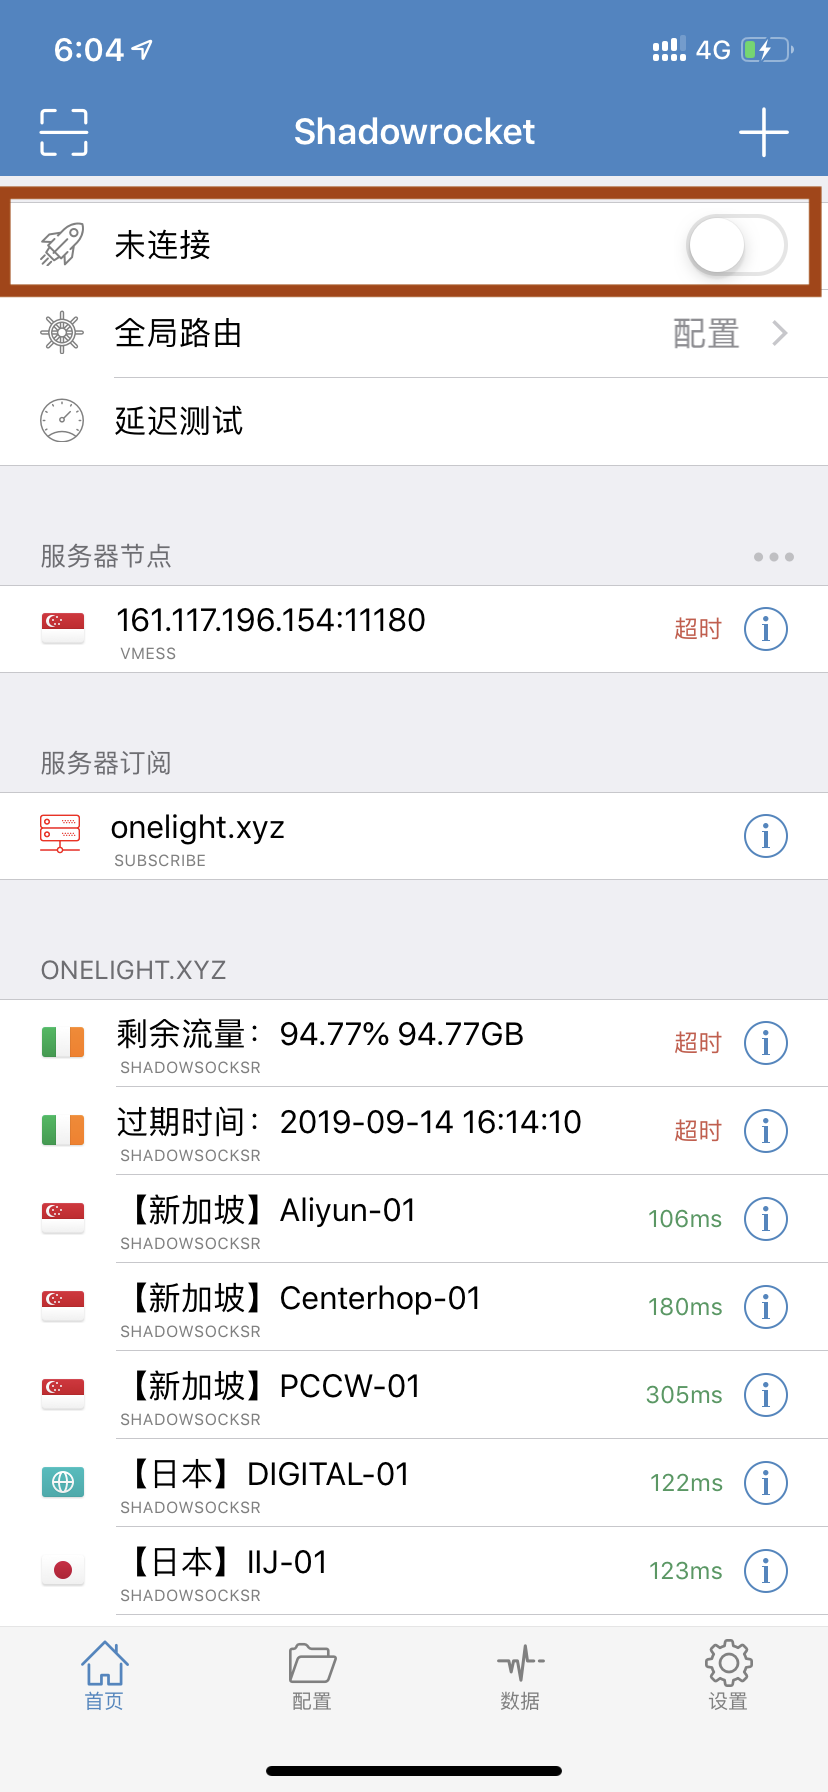 6:04
4G
Shadowrocket
未连接
全局路由
配置
延迟测试
服务器节点
161.117.196.154:11180
超时
VMESS
服务器订阅
onelight.xyz
SUBSCRIBE
ONELIGHT.XYZ
剩余流量：94.77% 94.77GB
超时
SHADOWSOCKSR
过期时间：2019-09-14 16:14:10
超时
SHADOWSOCKSR
【新加坡】Aliyun-01
106ms
SHADOWSOCKSR
【新加坡】Centerhop-01
180ms
SHADOWSOCKSR
【新加坡】PCCW-01
305ms
SHADOWSOCKSR
【日本】DIGITAL-01
122ms
SHADOWSOCKSR
【日本】IIJ-01
123ms
SHADOWSOCKSR
首页
配置
数据
设置